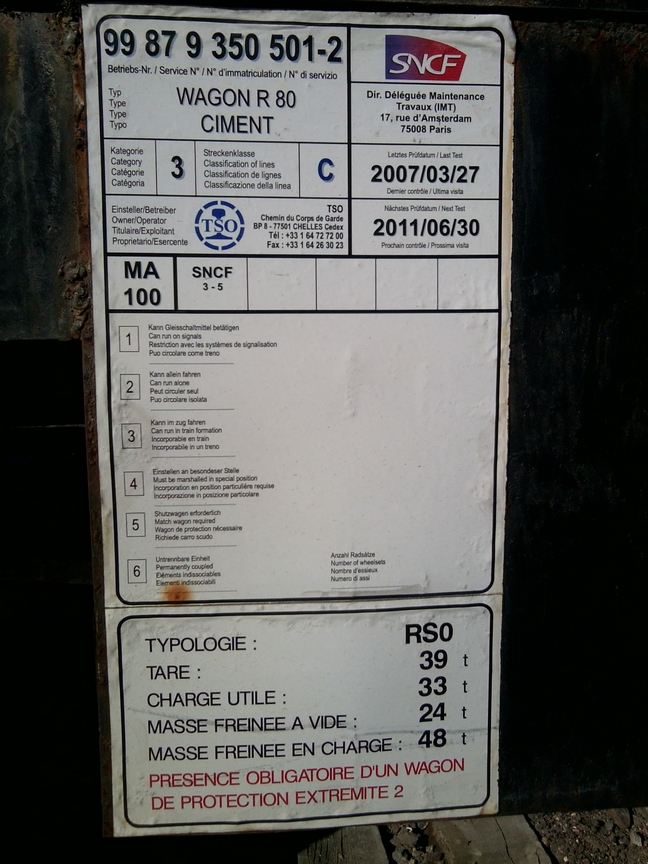 99 87 9 350 501-2
Betriebs-Nr. / Service N° / N° d'immatriculation / N° di servizio
SNCF
Typ
Type
Type
Typo
WAGON R 80
CIMENT
Dir. Déléguée Maintenance
Travaux (IMT)
17, rue d'Amsterdam
75008 Paris
Kategorie
Category
Catégorie
Catégoria
3
Streckenklasse
Classification of lines
Classification de lignes
Classificazione della linea
C
Letztes Prüfdatum / Last Test
2007/03/27
Dernier contrôle / Ultima visita
Einsteller/Betreiber
Owner/Operator
Titulaire/Exploitant
Proprietario/Esercente
TSO
TSO
Chemin du Corps de Garde
BP 8 - 77501 CHELLES Cedex
Tél : +33 1 64 72 72 00
Fax : +33 1 64 26 30 23
Nächstes Prüfdatum / Next Test
2011/06/30
Prochain contrôle / Prossima visita
MA
100
SNCF
3 - 5
1
Kann Gleisschaltmittel betätigen
Can run on signals
Restriction avec les systèmes de signalisation
Puo circolare come treno
2
Kann allein fahren
Can run alone
Peut circuler seul
Puo circolare isolata
3
Kann im zug fahren
Can run in train formation
Incorporable en train
Incorporabile in un treno
4
Einstellen an besondeser Stelle
Must be marshalled in special position
Incorporation en position particulière requise
Incorporazione in posizione particolare
5
Shutzwagen erforderlich
Match wagon required
Wagon de protection nécessaire
Richiede carro scudo
6
Untrennbare Einheit
Permanently coupled
Eléments indissociables
Elementi indissociabili
Anzahl Radsätze
Number of wheelsets
Nombre d'essieux
Numero di assi
TYPOLOGIE : RS0
TARE : 39 t
CHARGE UTILE : 33 t
MASSE FREINEE A VIDE : 24 t
MASSE FREINEE EN CHARGE : 48 t
PRESENCE OBLIGATOIRE D'UN WAGON
DE PROTECTION EXTREMITE 2